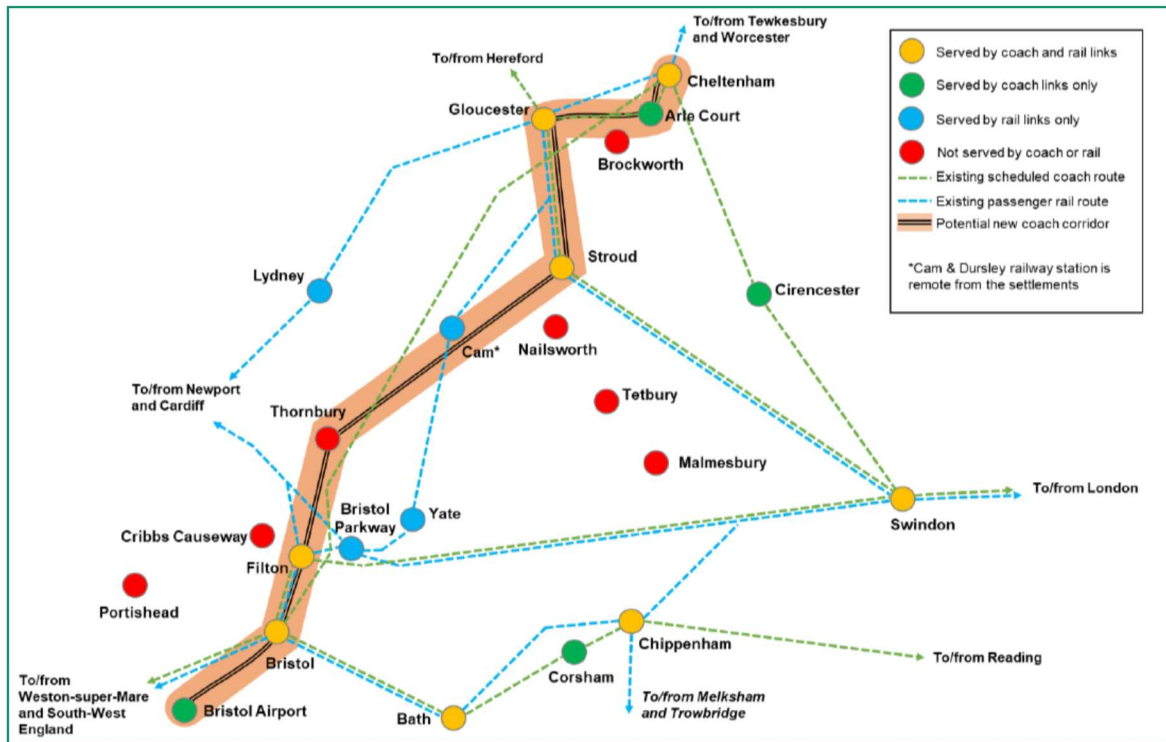 To/from Tewkesbury
and Worcester
To/from Hereford
Cheltenham
Gloucester
Arle Court
Brockworth
Stroud
Lydney
Cirencester
Cam*
Nailsworth
To/from Newport
and Cardiff
Tetbury
Thornbury
Malmesbury
To/from London
Swindon
Bristol
Parkway
Yate
Cribbs Causeway
Filton
Portishead
Chippenham
Bristol
Corsham
To/from Reading
To/from
Weston-super-Mare
and South-West
England
Bristol Airport
Bath
To/from Melksham
and Trowbridge
Served by coach and rail links
Served by coach links only
Served by rail links only
Not served by coach or rail
Existing scheduled coach route
Existing passenger rail route
Potential new coach corridor
*Cam & Dursley railway station is
remote from the settlements